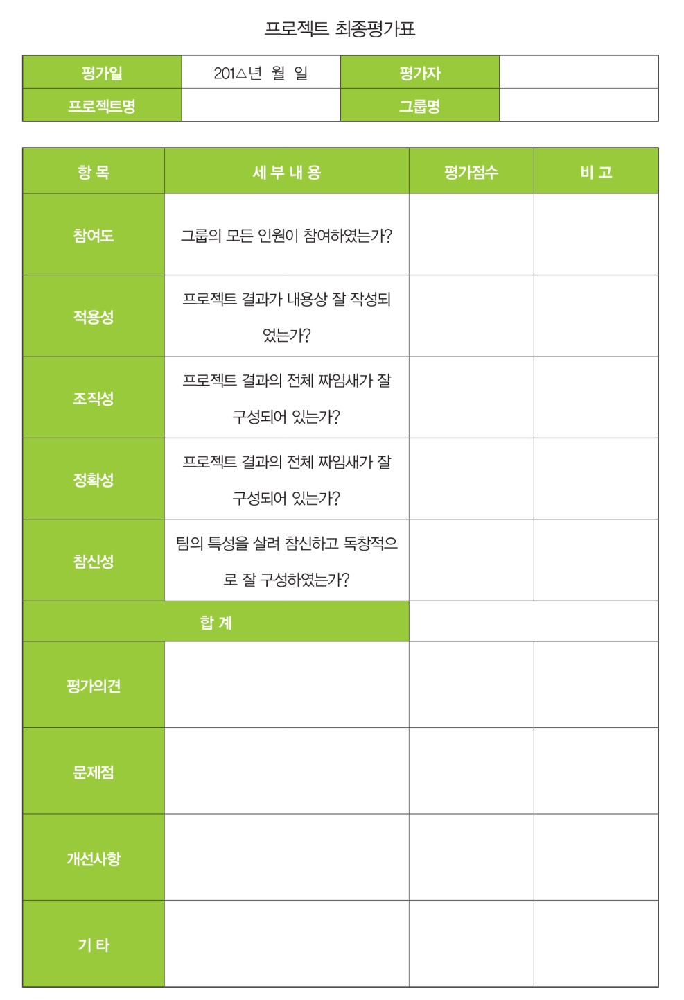 프로젝트 최종평가표
평가일 201△년 월 일 평가자
프로젝트명 그룹명
항 목 세 부 내 용 평가점수 비 고
참여도 그룹의 모든 인원이 참여하였는가?
적용성 프로젝트 결과가 내용상 잘 작성되
었는가?
조직성 프로젝트 결과의 전체 짜임새가 잘
구성되어 있는가?
정확성 프로젝트 결과의 전체 짜임새가 잘
구성되어 있는가?
참신성 팀의 특성을 살려 참신하고 독창적으
로 잘 구성하였는가?
합 계
평가의견
문제점
개선사항
기 타